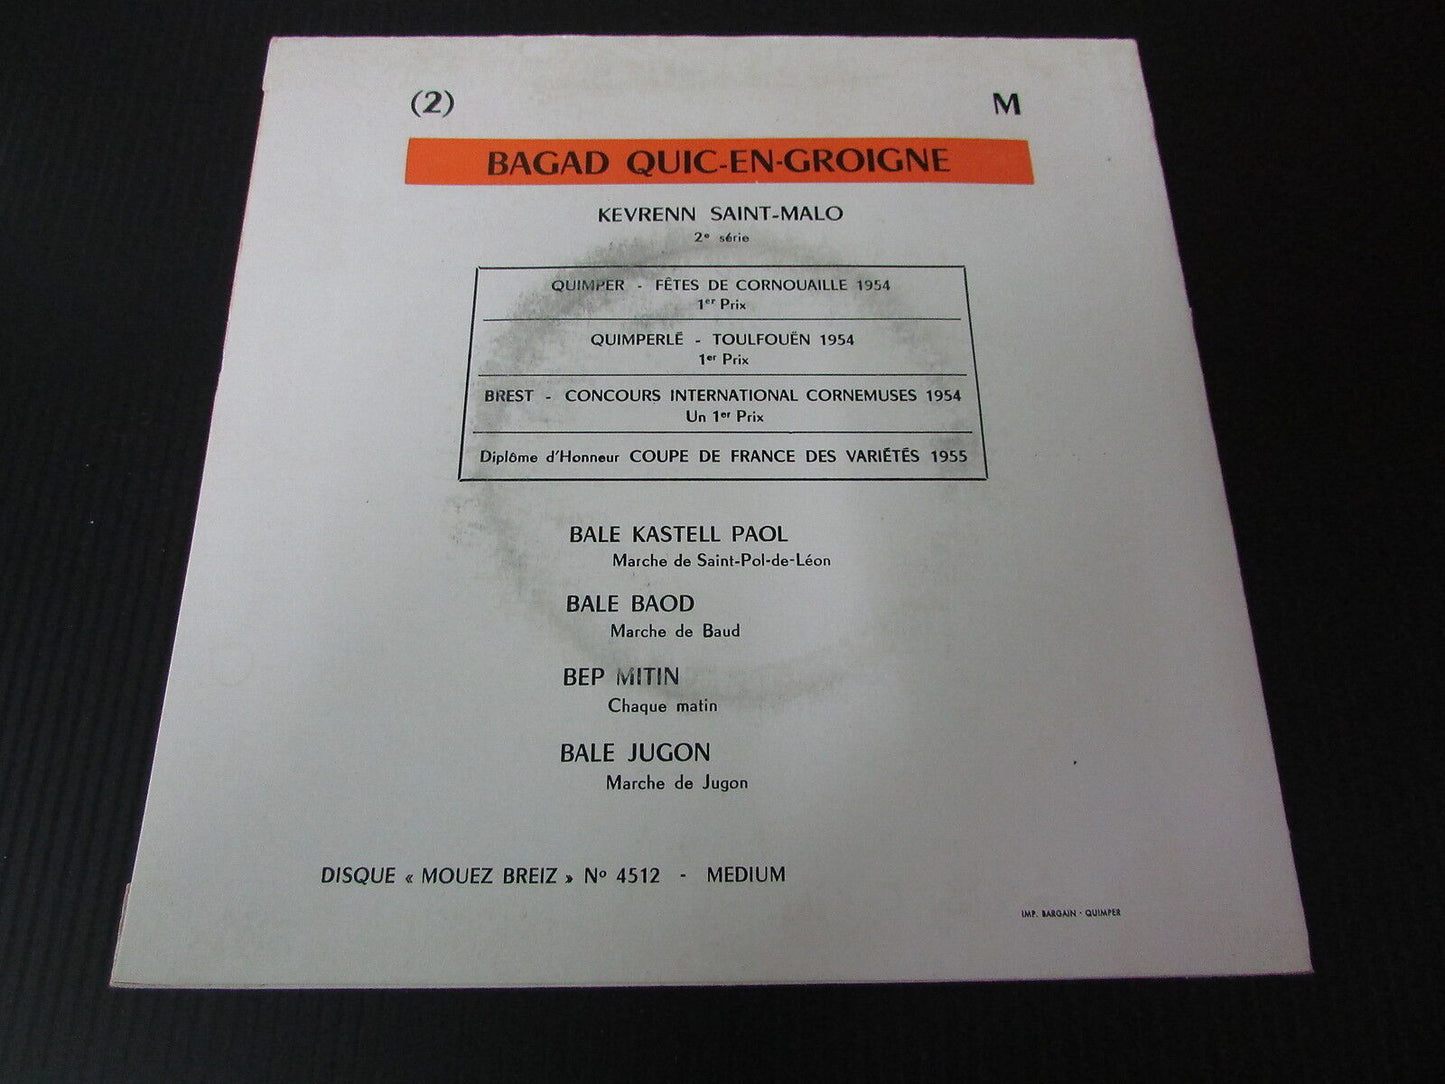 (2) M
BAGAD QUIC-EN-GROIGNE
KEVRENN SAINT-MALO
2e série
QUIMPER - FÊTES DE CORNOUAILLE 1954
1er Prix
QUIMPERLÉ - TOULFOUËN 1954
1er Prix
BREST - CONCOURS INTERNATIONAL CORNEMUSES 1954
Un 1er Prix
Diplôme d'Honneur COUPE DE FRANCE DES VARIÉTÉS 1955
BALE KASTELL PAOL
Marche de Saint-Pol-de-Léon
BALE BAOD
Marche de Baud
BEP MITIN
Chaque matin
BALE JUGON
Marche de Jugon
DISQUE « MOUEZ BREIZ » No 4512 - MEDIUM
IMP. BARGAIN - QUIMPER